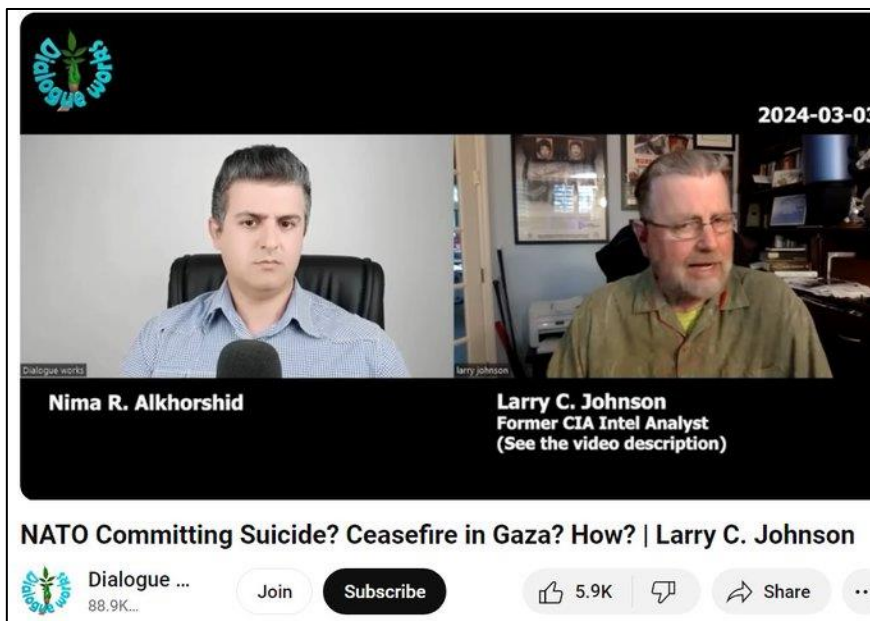 Dialogue works
2024-03-03
Dialogue works
larry johnson
Nima R. Alkhorshid
Larry C. Johnson
Former CIA Intel Analyst
(See the video description)
NATO Committing Suicide? Ceasefire in Gaza? How? | Larry C. Johnson
Dialogue ...
88.9K...
Join
Subscribe
5.9K
Share